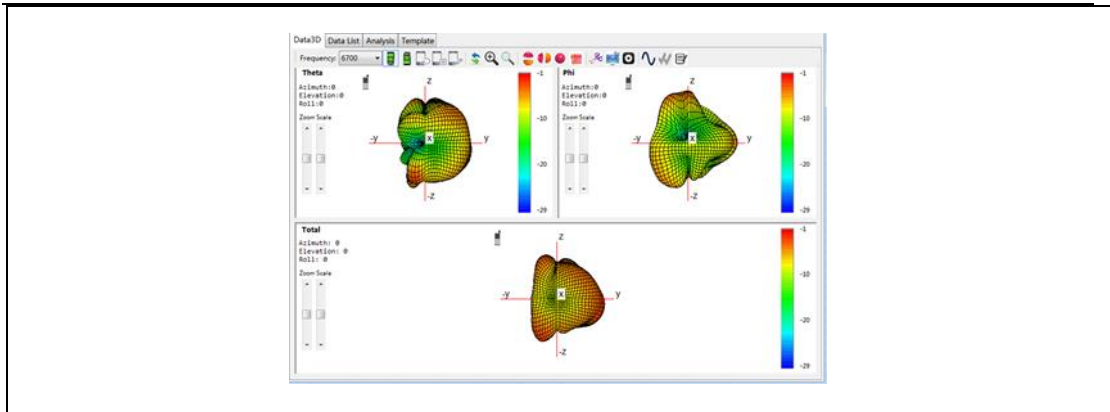 Data3D Data List Analysis Template
Frequency: 6700
Theta
Azimuth:0
Elevation:0
Roll:0
Zoom Scale
z
-y
x
y
-z
-1
-10
-20
-29
Phi
Azimuth:0
Elevation:0
Roll:0
Zoom Scale
z
-y
x
y
-z
-1
-10
-20
-29
Total
Azimuth: 0
Elevation: 0
Roll: 0
Zoom Scale
z
-y
x
y
-z
-1
-10
-20
-29